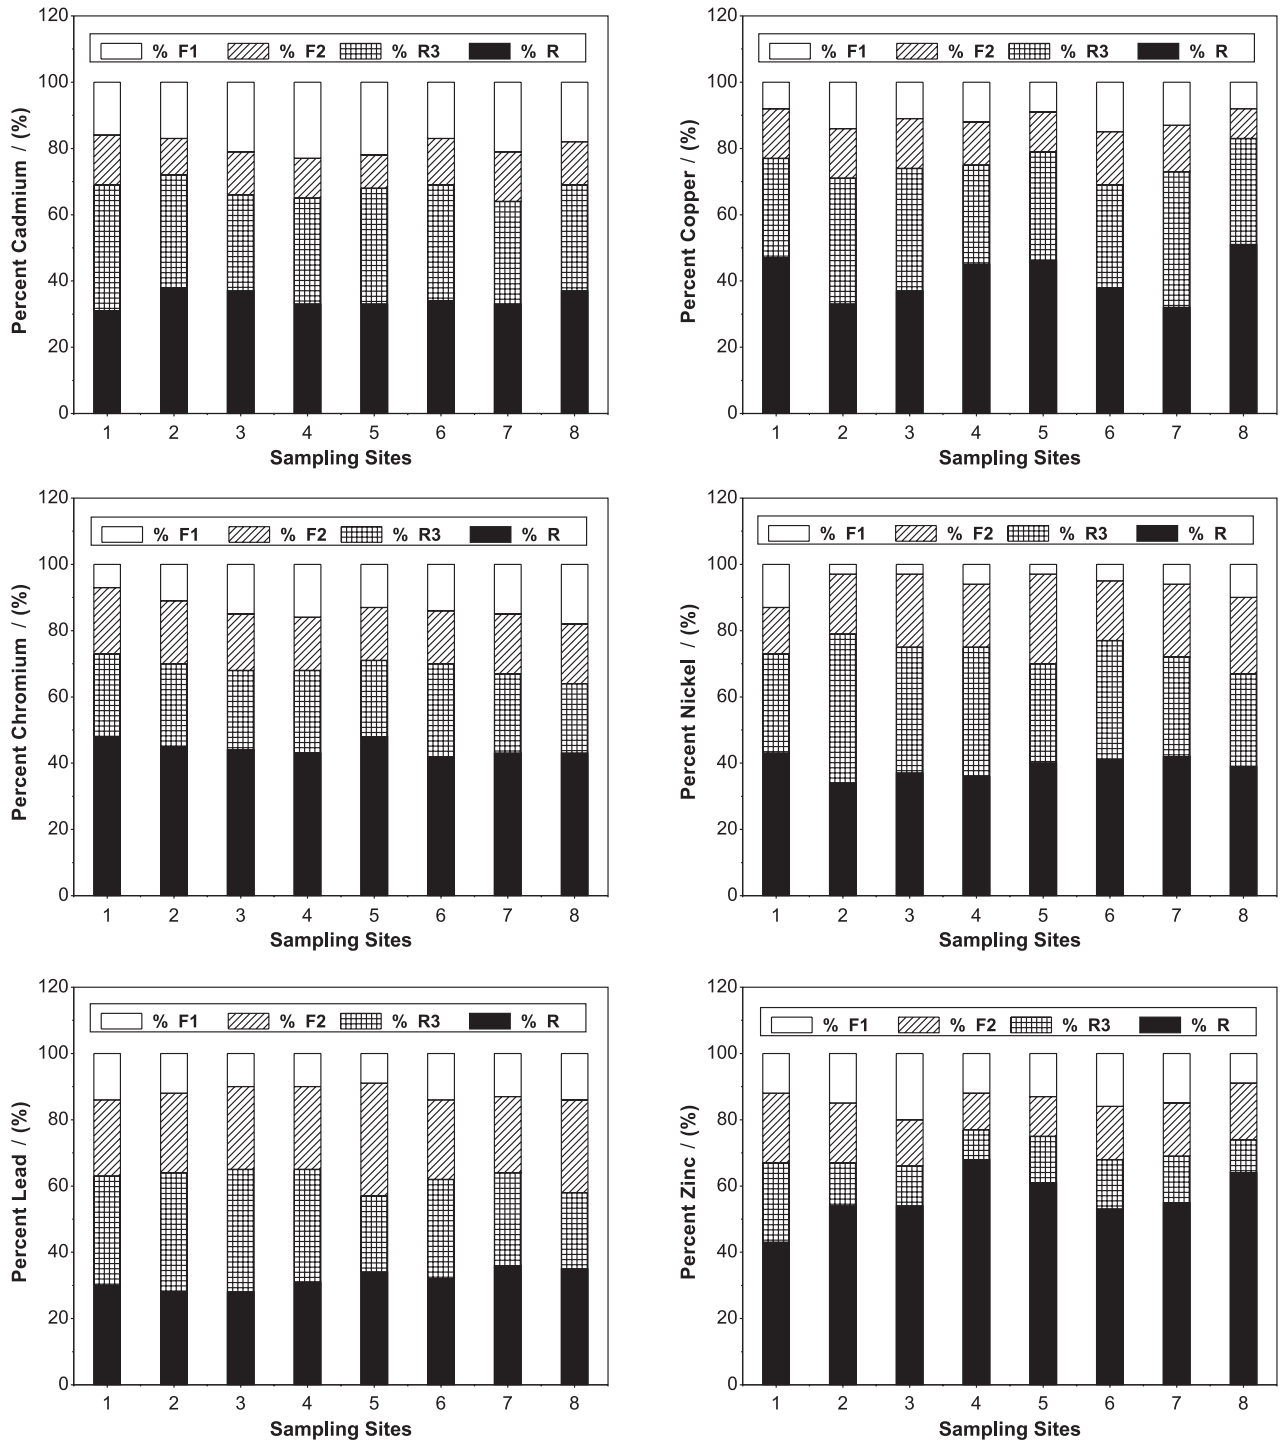 120
100
80
60
40
20
0
Percent Cadmium / (%)
% F1 % F2 % R3 % R
1 2 3 4 5 6 7 8
Sampling Sites
120
100
80
60
40
20
0
Percent Copper / (%)
% F1 % F2 % R3 % R
1 2 3 4 5 6 7 8
Sampling Sites
120
100
80
60
40
20
0
Percent Chromium / (%)
% F1 % F2 % R3 % R
1 2 3 4 5 6 7 8
Sampling Sites
120
100
80
60
40
20
0
Percent Nickel / (%)
% F1 % F2 % R3 % R
1 2 3 4 5 6 7 8
Sampling Sites
120
100
80
60
40
20
0
Percent Lead / (%)
% F1 % F2 % R3 % R
1 2 3 4 5 6 7 8
Sampling Sites
120
100
80
60
40
20
0
Percent Zinc / (%)
% F1 % F2 % R3 % R
1 2 3 4 5 6 7 8
Sampling Sites